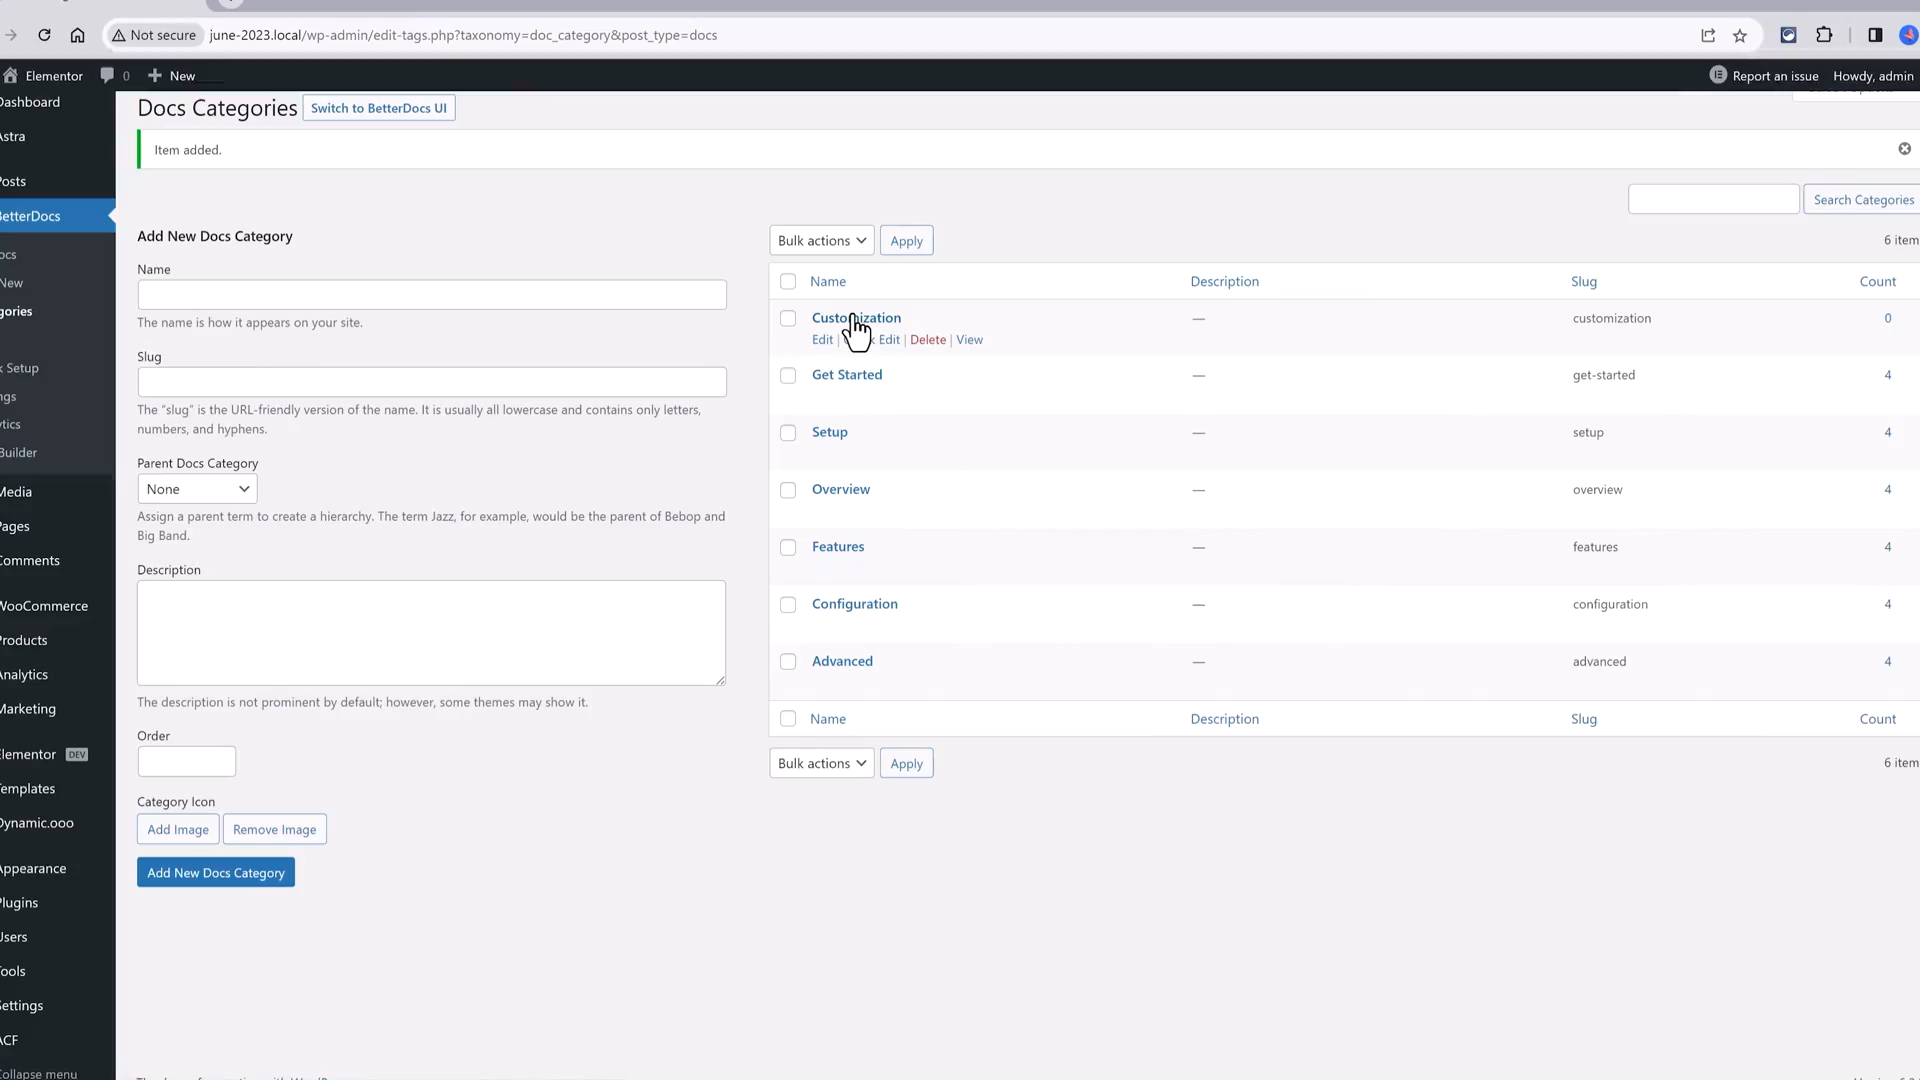 Not secure june-2023.local/wp-admin/edit-tags.php?taxonomy=doc_category&post_type=docs
Elementor 0 New Report an issue Howdy, admin
Dashboard
Astra
Posts
BetterDocs
ocs
New
gories
k Setup
ngs
ytics
Builder
Media
Pages
Comments
WooCommerce
Products
Analytics
Marketing
Elementor DEV
Templates
Dynamic.ooo
Appearance
Plugins
Users
Tools
Settings
ACF
Collapse menu
Docs Categories Switch to BetterDocs UI
Item added.
Search Categories
Add New Docs Category
Name
The name is how it appears on your site.
Slug
The “slug” is the URL-friendly version of the name. It is usually all lowercase and contains only letters,
numbers, and hyphens.
Parent Docs Category
None
Assign a parent term to create a hierarchy. The term Jazz, for example, would be the parent of Bebop and
Big Band.
Description
The description is not prominent by default; however, some themes may show it.
Order
Category Icon
Add Image Remove Image
Add New Docs Category
Bulk actions Apply 6 item
Name Description Slug Count
Customization — customization 0
Edit | Edit | Delete | View
Get Started — get-started 4
Setup — setup 4
Overview — overview 4
Features — features 4
Configuration — configuration 4
Advanced — advanced 4
Name Description Slug Count
Bulk actions Apply 6 item